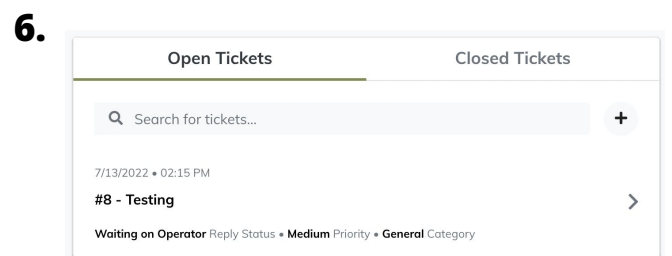 6.
Open Tickets Closed Tickets
Search for tickets...
+
7/13/2022 • 02:15 PM
#8 - Testing
Waiting on Operator Reply Status • Medium Priority • General Category